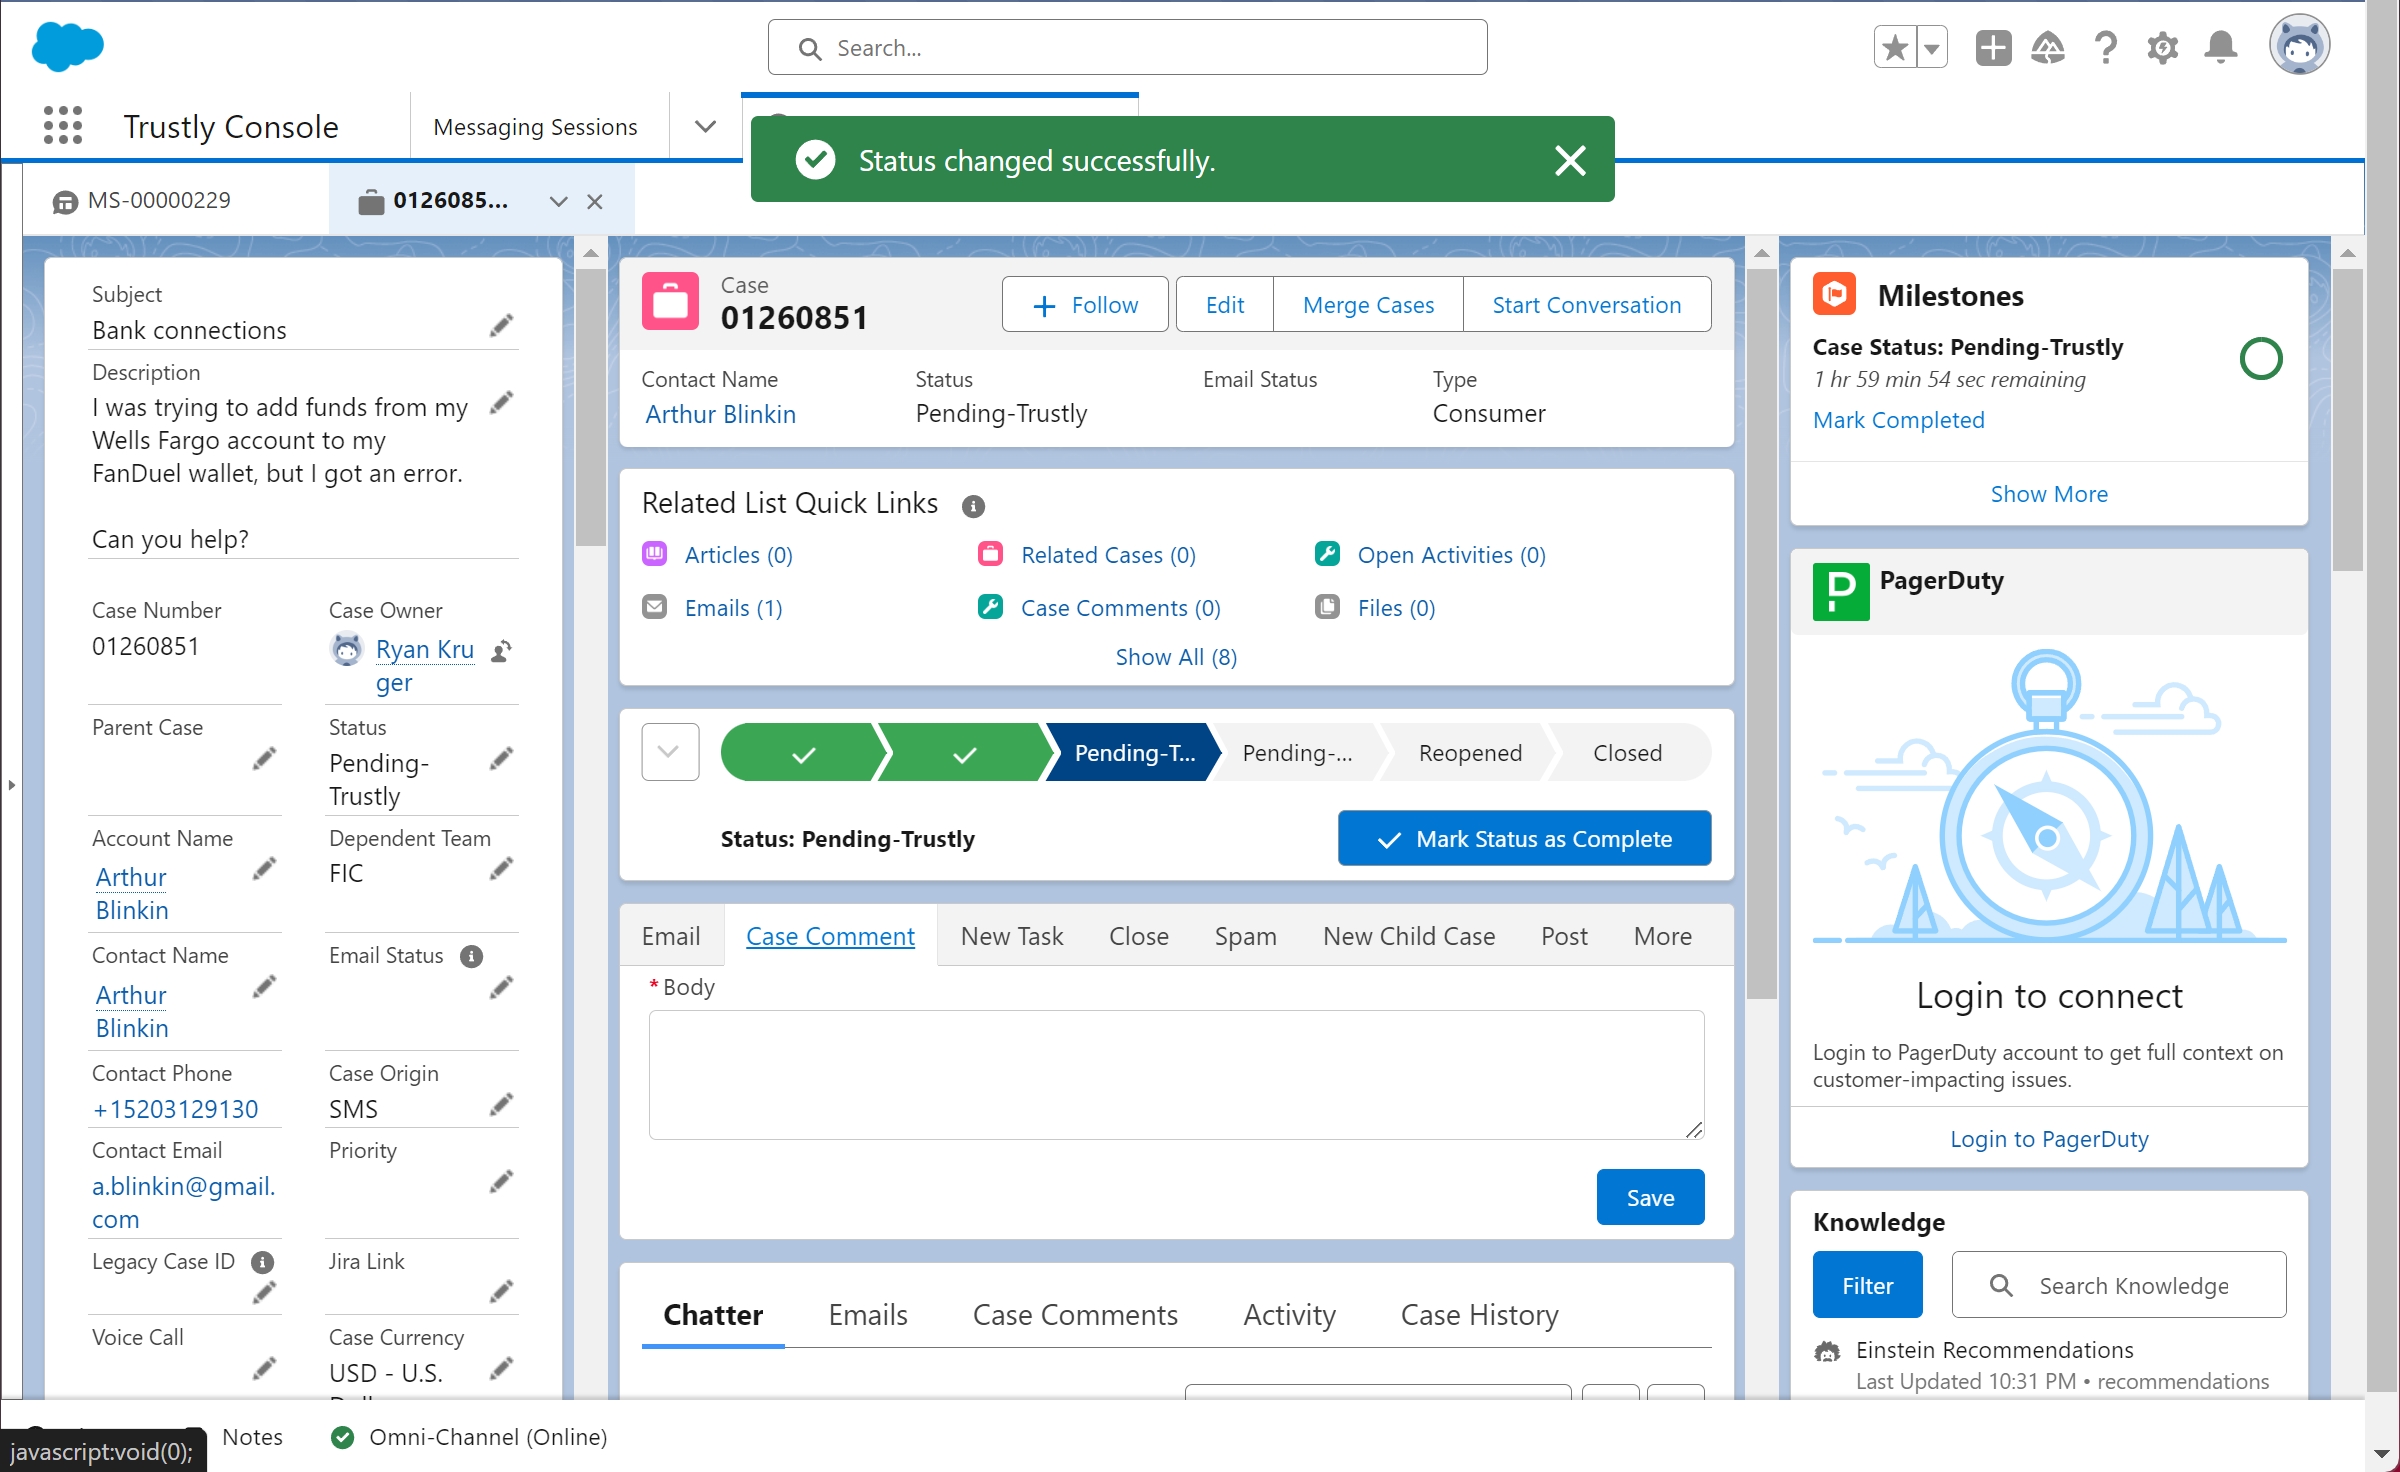 Search...
Trustly Console
Messaging Sessions
Status changed successfully.
MS-00000229
0126085...
Subject
Bank connections
Description
I was trying to add funds from my
Wells Fargo account to my
FanDuel wallet, but I got an error.
Can you help?
Case Number
01260851
Case Owner
Ryan Kru
ger
Parent Case
Status
Pending-
Trustly
Account Name
Arthur
Blinkin
Dependent Team
FIC
Contact Name
Arthur
Blinkin
Email Status
Contact Phone
+15203129130
Case Origin
SMS
Contact Email
a.blinkin@gmail.
com
Priority
Legacy Case ID
Jira Link
Voice Call
Case Currency
USD - U.S.
Case
01260851
Follow
Edit
Merge Cases
Start Conversation
Contact Name
Arthur Blinkin
Status
Pending-Trustly
Email Status
Type
Consumer
Related List Quick Links
Articles (0)
Related Cases (0)
Open Activities (0)
Emails (1)
Case Comments (0)
Files (0)
Show All (8)
Pending-T...
Pending-...
Reopened
Closed
Status: Pending-Trustly
Mark Status as Complete
Email
Case Comment
New Task
Close
Spam
New Child Case
Post
More
*Body
Save
Chatter
Emails
Case Comments
Activity
Case History
Milestones
Case Status: Pending-Trustly
1 hr 59 min 54 sec remaining
Mark Completed
Show More
P
PagerDuty
Login to connect
Login to PagerDuty account to get full context on
customer-impacting issues.
Login to PagerDuty
Knowledge
Filter
Search Knowledge
Einstein Recommendations
Last Updated 10:31 PM • recommendations
javascript:void(0);
Notes
Omni-Channel (Online)